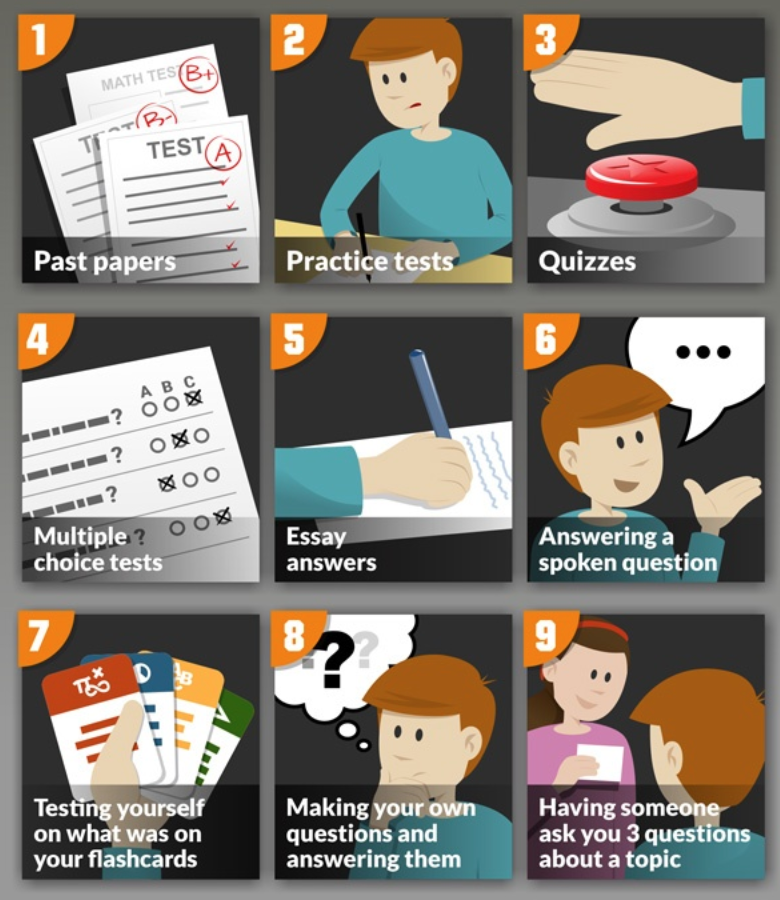 1
MATH TEST
B+
B-
TEST
A
Past papers
2
Practice tests
3
Quizzes
4
A B C
?
?
?
?
Multiple
choice tests
5
Essay
answers
6
...
Answering a
spoken question
7
Testing yourself
on what was on
your flashcards
8
? ? ?
Making your own
questions and
answering them
9
Having someone
ask you 3 questions
about a topic